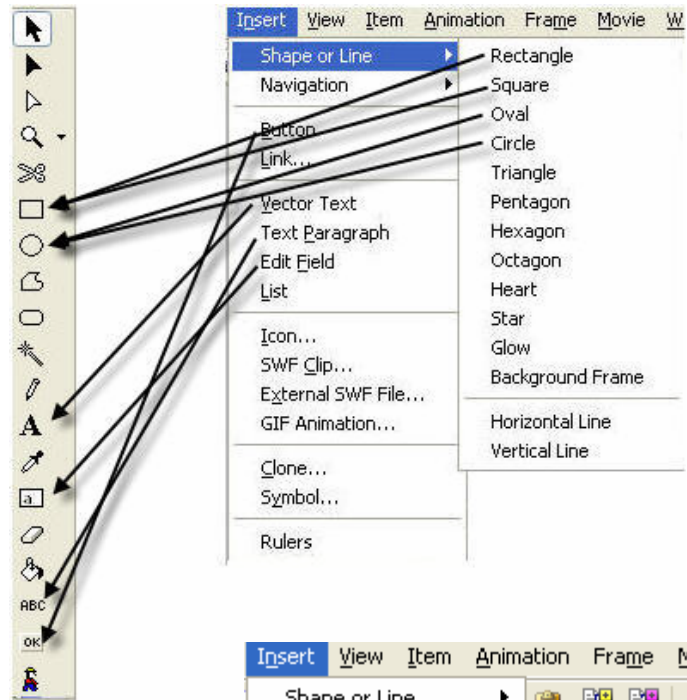 Insert View Item Animation Frame Movie W
Shape or Line
Navigation
Button
Link...
Vector Text
Text Paragraph
Edit Field
List
Icon...
SWF Clip...
External SWF File...
GIF Animation...
Clone...
Symbol...
Rulers
Rectangle
Square
Oval
Circle
Triangle
Pentagon
Hexagon
Octagon
Heart
Star
Glow
Background Frame
Horizontal Line
Vertical Line
A
a
ABC
OK
Insert View Item Animation Frame M
Shape or Line